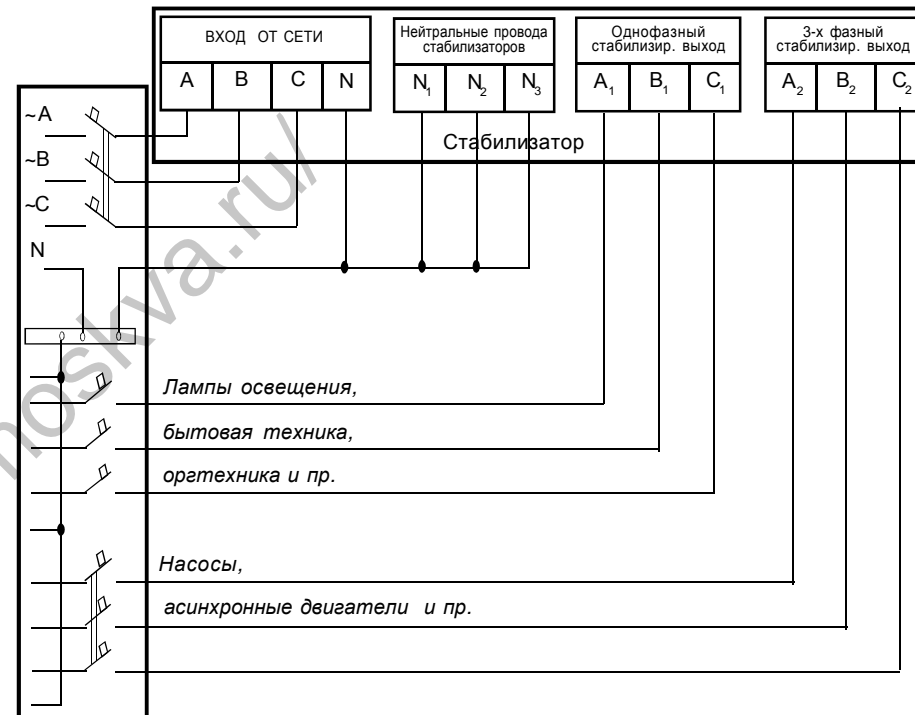 ВХОД ОТ СЕТИ
A B C N
Нейтральные провода
стабилизаторов
N₁ N₂ N₃
Однофазный
стабилизир. выход
A₁ B₁ C₁
3-х фазный
стабилизир. выход
A₂ B₂ C₂
Стабилизатор
~A
~B
~C
N
Лампы освещения,
бытовая техника,
оргтехника и пр.
Насосы,
асинхронные двигатели и пр.
moskva.ru/